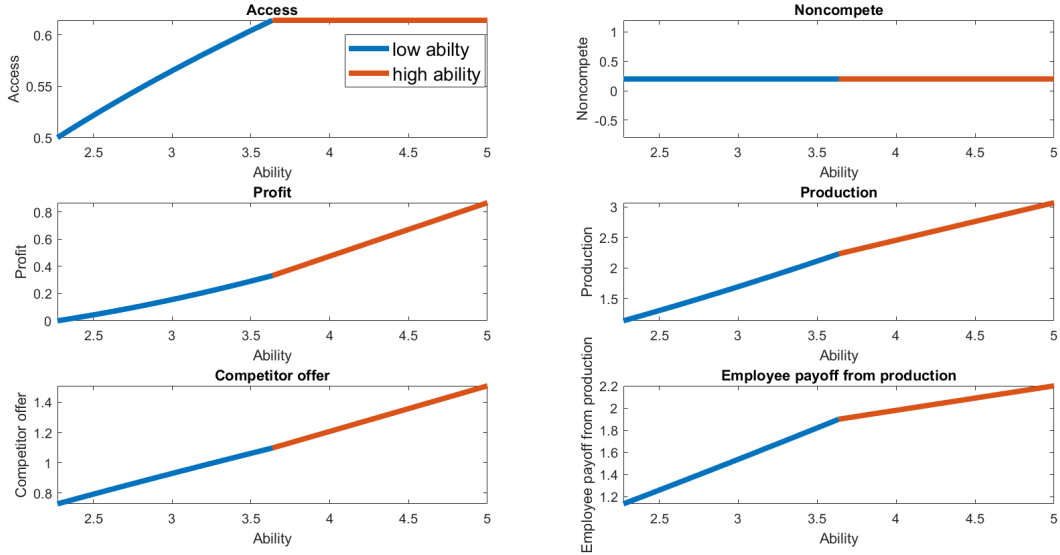 Access
Access
0.6
0.55
0.5
2.5 3 3.5 4 4.5 5
Ability
low abilty
high ability
Noncompete
Noncompete
1
0.5
0
-0.5
2.5 3 3.5 4 4.5 5
Ability
Profit
Profit
0.8
0.6
0.4
0.2
0
2.5 3 3.5 4 4.5 5
Ability
Production
Production
3
2.5
2
1.5
2.5 3 3.5 4 4.5 5
Ability
Competitor offer
Competitor offer
1.4
1.2
1
0.8
2.5 3 3.5 4 4.5 5
Ability
Employee payoff from production
Employee payoff from production
2.2
2
1.8
1.6
1.4
1.2
2.5 3 3.5 4 4.5 5
Ability